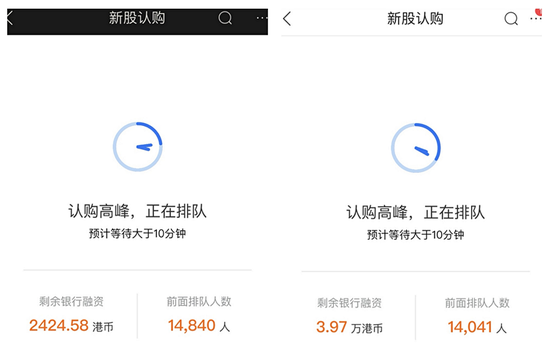 新股认购
认购高峰，正在排队
预计等待大于10分钟
剩余银行融资
前面排队人数
2424.58 港币
14,840 人
新股认购
认购高峰，正在排队
预计等待大于10分钟
剩余银行融资
前面排队人数
3.97 万港币
14,041 人